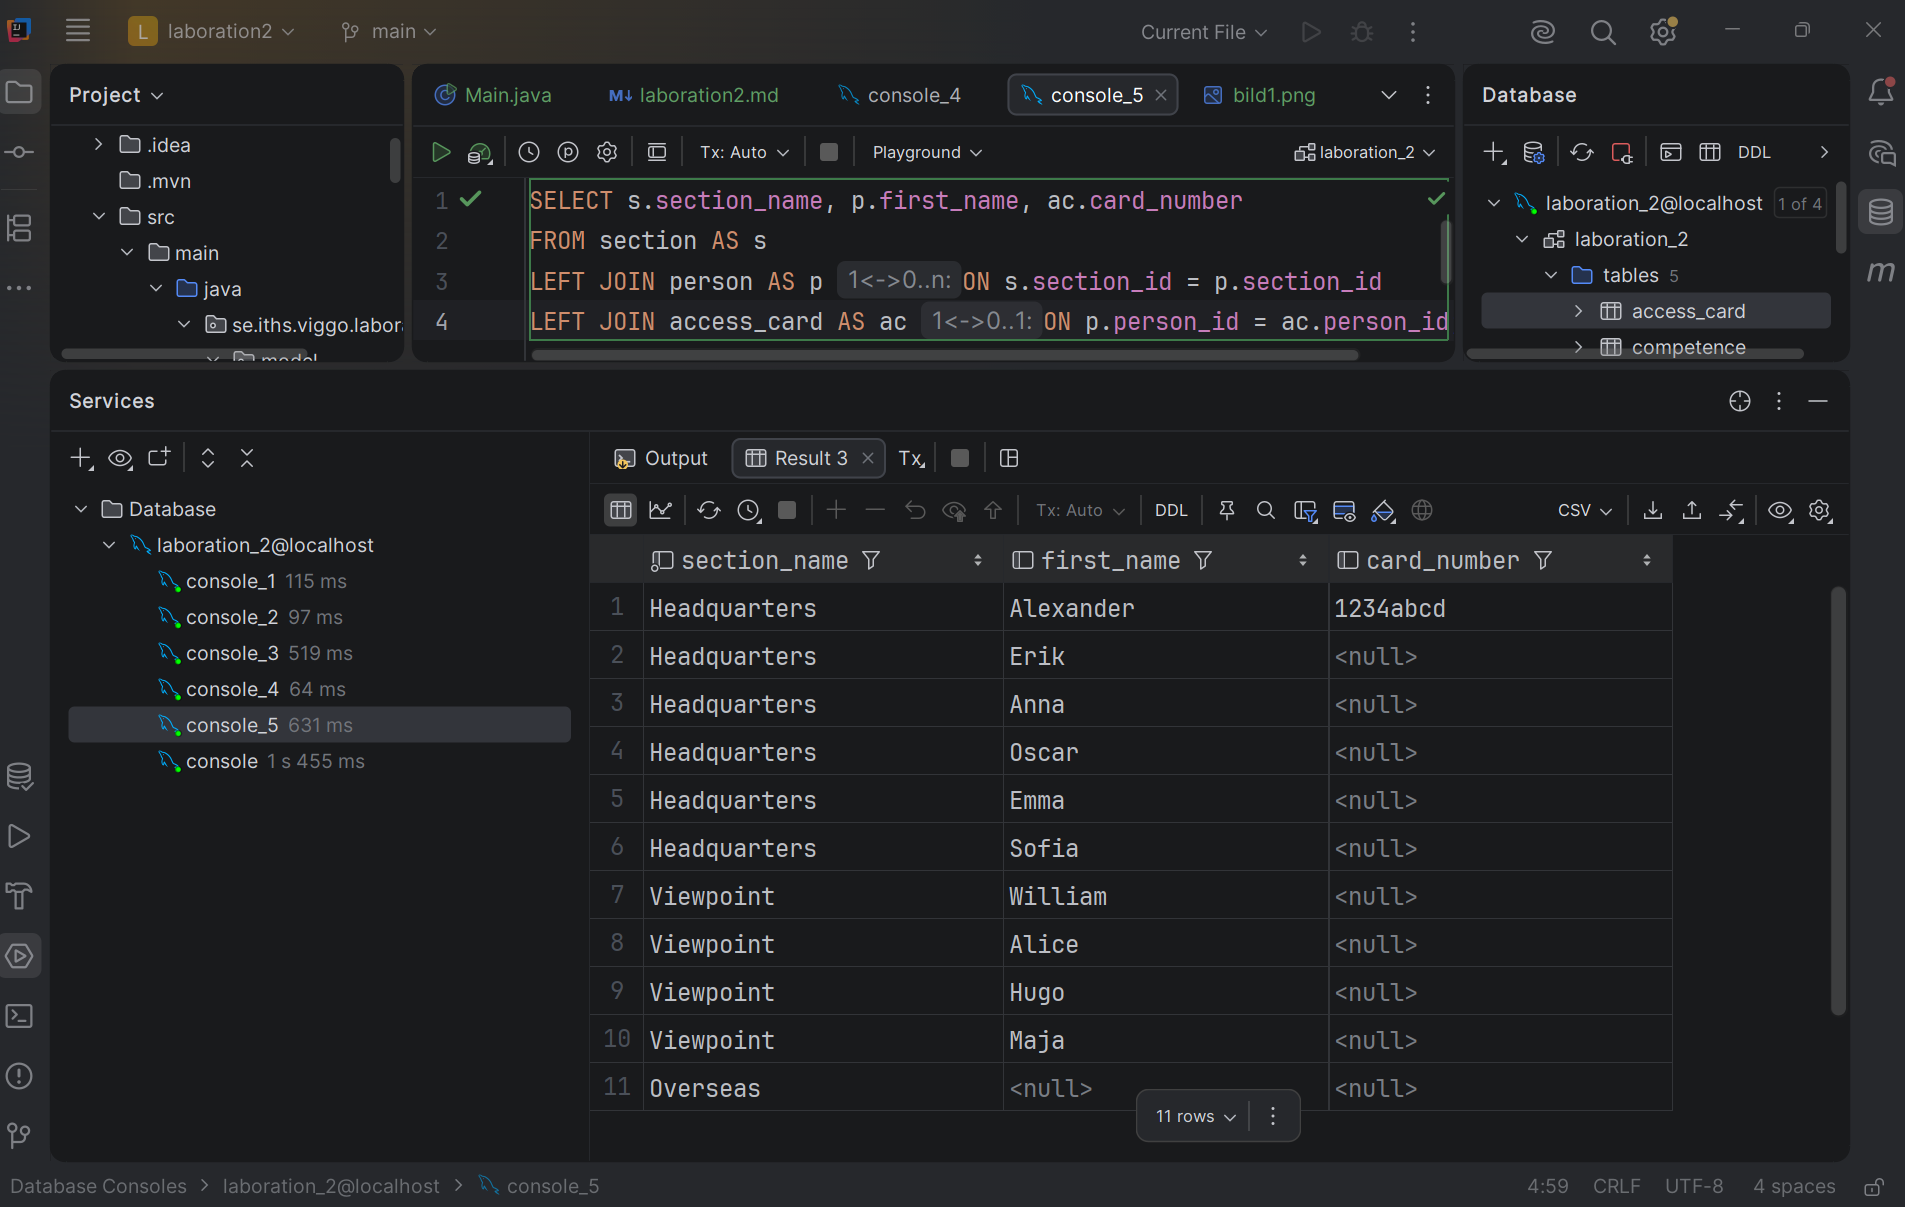 L laboration2 main Current File
Project
.idea
.mvn
src
main
java
se.iths.viggo.labor
model
Main.java M↓ laboration2.md console_4 console_5 bild1.png
Tx: Auto Playground laboration_2
1 SELECT s.section_name, p.first_name, ac.card_number
2 FROM section AS s
3 LEFT JOIN person AS p 1<->0..n: ON s.section_id = p.section_id
4 LEFT JOIN access_card AS ac 1<->0..1: ON p.person_id = ac.person_id
Database
DDL
laboration_2@localhost 1 of 4
laboration_2
tables 5
access_card
competence
m
Services
Database
laboration_2@localhost
console_1 115 ms
console_2 97 ms
console_3 519 ms
console_4 64 ms
console_5 631 ms
console 1 s 455 ms
Output Result 3 Tx
Tx: Auto DDL CSV
section_name first_name card_number
1 Headquarters Alexander 1234abcd
2 Headquarters Erik <null>
3 Headquarters Anna <null>
4 Headquarters Oscar <null>
5 Headquarters Emma <null>
6 Headquarters Sofia <null>
7 Viewpoint William <null>
8 Viewpoint Alice <null>
9 Viewpoint Hugo <null>
10 Viewpoint Maja <null>
11 Overseas <null> <null>
11 rows
Database Consoles > laboration_2@localhost > console_5 4:59 CRLF UTF-8 4 spaces